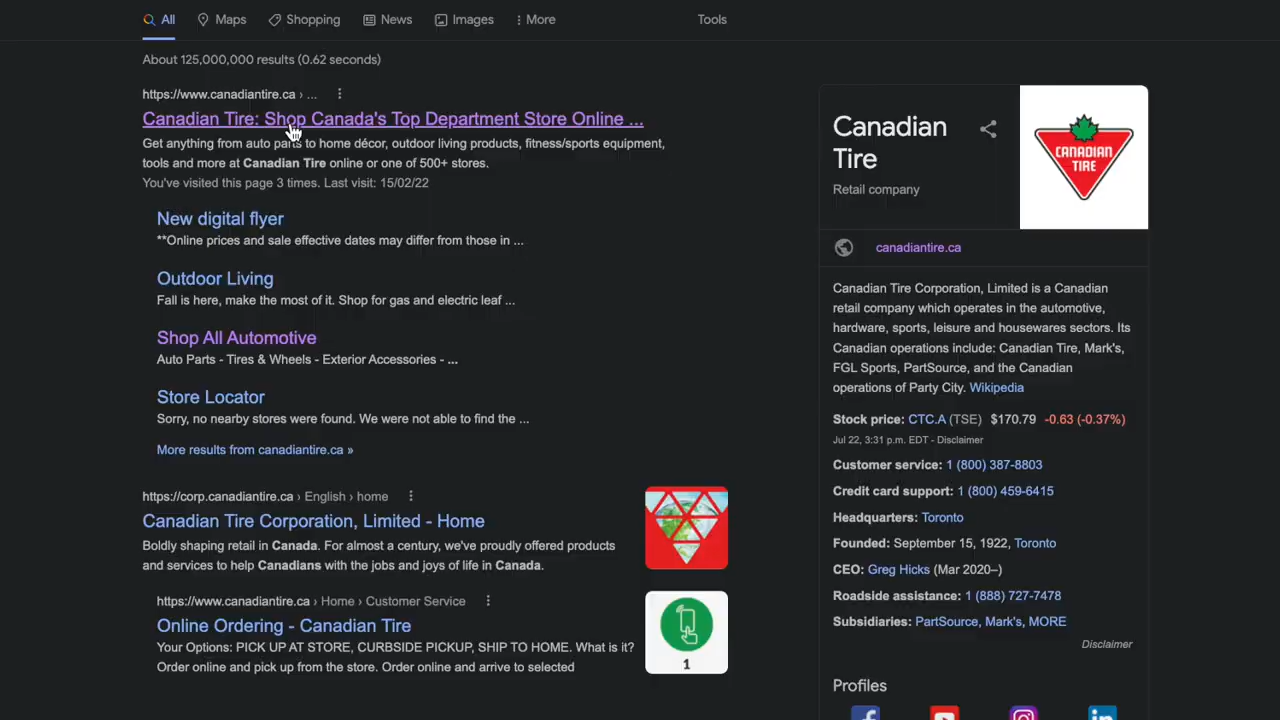 All
Maps
Shopping
News
Images
More
Tools
About 125,000,000 results (0.62 seconds)
https://www.canadiantire.ca › ...
Canadian Tire: Shop Canada's Top Department Store Online ...
Get anything from auto parts to home décor, outdoor living products, fitness/sports equipment,
tools and more at Canadian Tire online or one of 500+ stores.
You've visited this page 3 times. Last visit: 15/02/22
New digital flyer
**Online prices and sale effective dates may differ from those in ...
Outdoor Living
Fall is here, make the most of it. Shop for gas and electric leaf ...
Shop All Automotive
Auto Parts - Tires & Wheels - Exterior Accessories - ...
Store Locator
Sorry, no nearby stores were found. We were not able to find the ...
More results from canadiantire.ca »
https://corp.canadiantire.ca › English › home
Canadian Tire Corporation, Limited - Home
Boldly shaping retail in Canada. For almost a century, we've proudly offered products
and services to help Canadians with the jobs and joys of life in Canada.
https://www.canadiantire.ca › Home › Customer Service
Online Ordering - Canadian Tire
Your Options: PICK UP AT STORE, CURBSIDE PICKUP, SHIP TO HOME. What is it?
Order online and pick up from the store. Order online and arrive to selected
1
Canadian
Tire
Retail company
CANADIAN
TIRE
canadiantire.ca
Canadian Tire Corporation, Limited is a Canadian
retail company which operates in the automotive,
hardware, sports, leisure and housewares sectors. Its
Canadian operations include: Canadian Tire, Mark's,
FGL Sports, PartSource, and the Canadian
operations of Party City. Wikipedia
Stock price: CTC.A (TSE) $170.79 -0.63 (-0.37%)
Jul 22, 3:31 p.m. EDT - Disclaimer
Customer service: 1 (800) 387-8803
Credit card support: 1 (800) 459-6415
Headquarters: Toronto
Founded: September 15, 1922, Toronto
CEO: Greg Hicks (Mar 2020–)
Roadside assistance: 1 (888) 727-7478
Subsidiaries: PartSource, Mark's, MORE
Disclaimer
Profiles